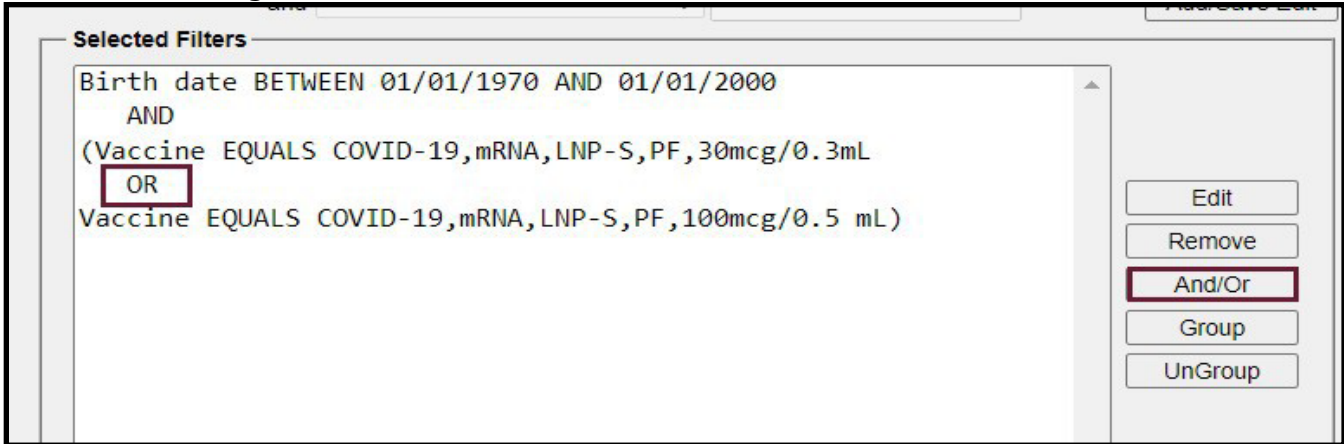 and
Selected Filters
Birth date BETWEEN 01/01/1970 AND 01/01/2000
AND
(Vaccine EQUALS COVID-19,mRNA,LNP-S,PF,30mcg/0.3mL
OR
Vaccine EQUALS COVID-19,mRNA,LNP-S,PF,100mcg/0.5 mL)
Edit
Remove
And/Or
Group
UnGroup